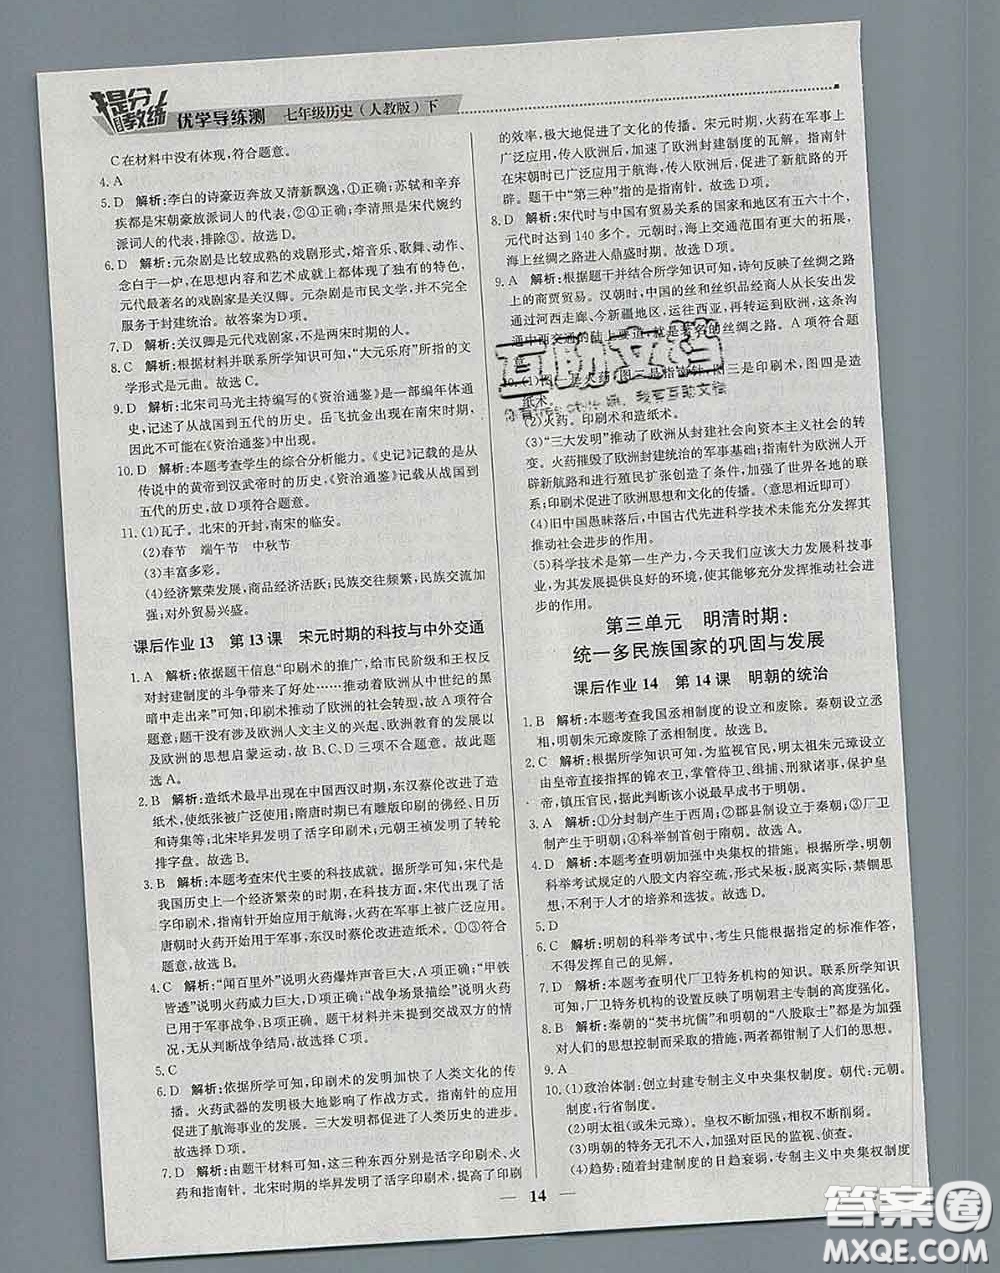 提分教练
优学导练测 七年级历史(人教版)下
C在材料中没有体现,符合题意。
4. A
5. D 解析:李白的诗豪迈奔放又清新飘逸,①正确;苏轼和辛弃
疾都是宋朝豪放派词人的代表,②④正确;李清照是宋代婉约
派词人的代表,排除③。故选D。
6. D 解析:元杂剧是比较成熟的戏剧形式,熔音乐、歌舞、动作、
念白于一炉,在思想内容和艺术成就上都体现了独有的特色,
元代最著名的戏剧家是关汉卿。元杂剧是市民文学,并不只
服务于封建统治。故答案为D项。
7. D 解析:关汉卿是元代戏剧家,不是两宋时期的人。
8. C 解析:根据材料并联系所学知识可知,“大元乐府”所指的文
学形式是元曲。故选C。
9. D 解析:北宋司马光主持编写的《资治通鉴》是一部编年体通
史,记述了从战国到五代的历史。岳飞抗金出现在南宋时期,
因此不可能在《资治通鉴》中出现。
10. D 解析:本题考查学生的综合分析能力。《史记》记载的是从
传说中的黄帝到汉武帝时的历史,《资治通鉴》记载从战国到
五代的历史,故D项符合题意。
11. (1)瓦子。北宋的开封,南宋的临安。
(2)春节 端午节 中秋节
(3)丰富多彩。
(4)经济繁荣发展,商品经济活跃;民族交往频繁,民族交融加
强;对外贸易兴盛。
课后作业13 第13课 宋元时期的科技与中外交通
1. A 解析:依据题干信息“印刷术的推广,给市民阶级和王权反
对封建制度的斗争带来了好处……推动着欧洲从中世纪的黑
暗中走出来”可知,印刷术推动了欧洲的社会转型,故A项符合
题意;题干没有涉及欧洲人文主义的兴起、欧洲教育的发展以
及欧洲的思想启蒙运动,故B、C、D三项不合题意。据此分析
选A。
2. B 解析:造纸术最早出现在中国西汉时期,东汉蔡伦改进了造
纸术,使纸张被广泛使用;隋唐时期已有雕版印刷的佛经、日历
和诗集等;北宋毕昇发明了活字印刷术;元朝王祯发明了转轮
排字盘。故选B。
3. B 解析:本题考查宋代主要的科技成就。据所学可知,宋代是
我国历史上一个经济繁荣的时期,在科技方面,宋代毕昇发明了
活字印刷术,指南针开始应用于航海,火药在军事上被广泛应用。
唐朝时火药开始用于军事,东汉时蔡伦改进造纸术。①③符合
题意,故选B。
4. C 解析:“闻百里外”说明火药爆炸声音巨大,A项正确;“甲铁
皆透”说明火药威力巨大,D项正确;“战争场景描绘”说明火药已
用于军事战争,B项正确。题干材料并未提到交战双方的情
况,无从判断战争结局,故选择C项。
5. C
6. D 解析:依据所学可知,印刷术的发明加快了人类文化的传
播。火药武器的发明极大地影响了作战方式。指南针的发明
促进了航海事业的发展。三大发明都促进了人类历史的进步。
故选择D项。
7. D 解析:由题干材料可知,这三种东西分别是活字印刷术、火
药和指南针。北宋时期的毕昇发明了活字印刷术,提高了印刷
的效率,极大地促进了文化的传播。宋元时期,火药在军事上
广泛应用,传人欧洲后,加速了欧洲封建制度的瓦解。指南针
在宋朝时已广泛用于航海,传入欧洲后,促进了新航路的开
辟。题干中“第三种”指的是指南针。故选D项。
8. D 解析:宋代时与中国有贸易关系的国家和地区有五六十个,
元代时达到140多个。元朝时,海上交通有了更大的拓展,
海上丝绸之路进入鼎盛时期。故选D项。
9. A 解析:根据题干并结合所学知识可知,诗句反映了丝绸之路
上的商贾贸易。汉朝时,中国的丝和丝织品经商人从长安出发
通过河西走廊、今新疆地区,运往西亚,再转运到欧洲,这条沟
通中西交通的陆上要道,就是著名的丝绸之路。A项符合题
意。
10. (1)图一是火药,图二是指南针,图三是印刷术,图四是造
纸术。
互助文档
(2)火药、印刷术和造纸术。
(3)“三大发明”推动了欧洲从封建社会向资本主义社会的转
变。火药摧毁了欧洲封建统治的军事基础;指南针为欧洲开
辟新航路和进行殖民扩张创造了条件,加强了世界各地的联
系;印刷术促进了欧洲思想和文化的传播。(意思相近即可)
(4)旧中国愚昧落后,中国古代先进科学技术未能充分发挥其
推动社会进步的作用。
(5)科学技术是第一生产力,今天我们应该大力发展科技事
业,为其发展提供良好的环境,使其能够充分发挥推动社会进
步的作用。
第三单元 明清时期:
统一多民族国家的巩固与发展
课后作业14 第14课 明朝的统治
1. B 解析:本题考查我国丞相制度的设立和废除。秦朝设立丞
相,明朝朱元璋废除了丞相制度。故选B。
2. C 解析:根据所学知识可知,为监视官民,明太祖朱元璋设立
由皇帝直接指挥的锦衣卫,掌管侍卫、缉捕、刑狱诸事,保护皇
帝,镇压官民,据此判断该小说最早成书于明朝。
3. A 解析:①分封制产生于西周;②郡县制设立于秦朝;③厂卫
制产生于明朝;④科举制首创于隋朝。故选A。
4. D 解析:本题考查明朝加强中央集权的措施。根据所学,明朝
科举考试规定的八股文内容空疏,形式呆板,脱离实际,禁锢思
想,不利于人才的培养和选拔。故选D。
5. D
6. C 解析:明朝的科举考试中,考生只能根据指定的标准作答,
不得发挥自己的见解。
7. D 解析:本题考查明代厂卫特务机构的知识。联系所学知识
可知,厂卫特务机构的设置反映了明朝君主专制的高度强化。
8. B 解析:秦朝的“焚书坑儒”和明朝的“八股取士”都是为了加强
对人们的思想控制而采取的措施,两者都钳制了人们的思想。
9. A
10. (1)政治体制:创立封建专制主义中央集权制度。朝代:元朝。
制度:行省制度。
(2)明太祖(或朱元璋)。皇权不断加强,相权不断削弱。
(3)明朝的特务无孔不入,加强对臣民的监视、侦查。
(4)趋势:随着封建制度的日趋衰弱,专制主义中央集权制度
14
答案圈
MXQE.COM